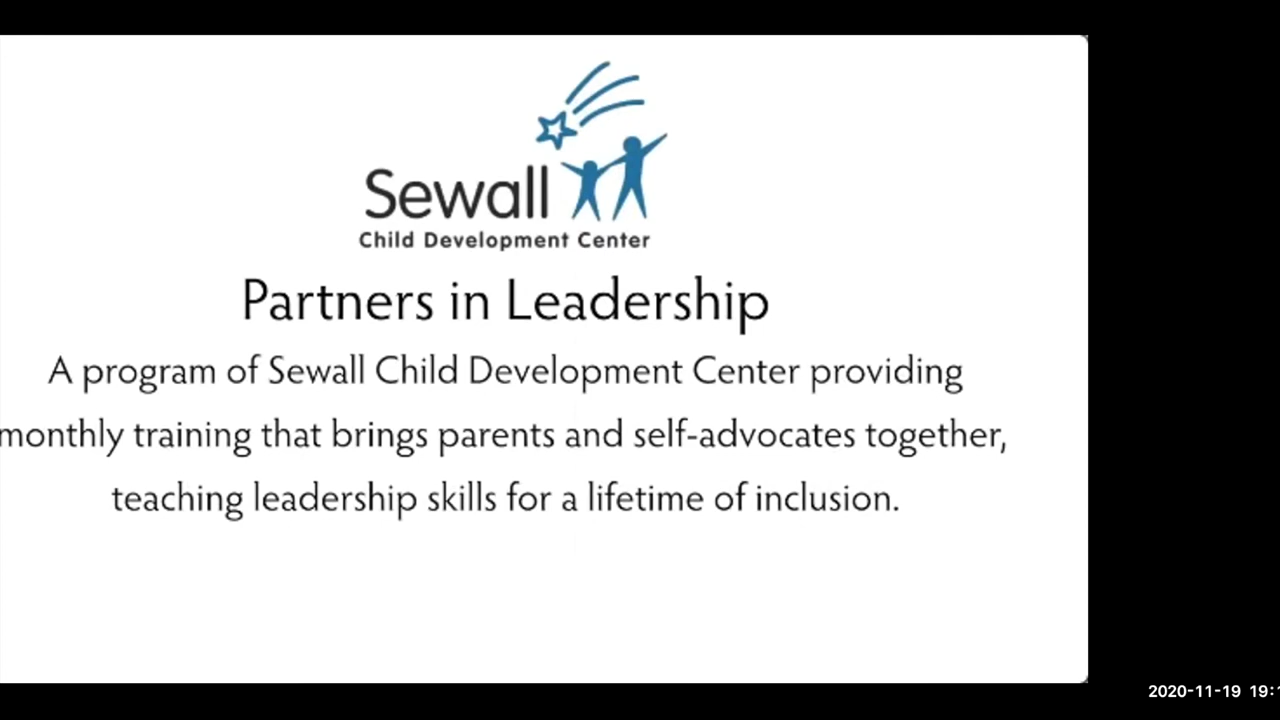 Sewall
Child Development Center
Partners in Leadership
A program of Sewall Child Development Center providing
monthly training that brings parents and self-advocates together,
teaching leadership skills for a lifetime of inclusion.
2020-11-19 19: